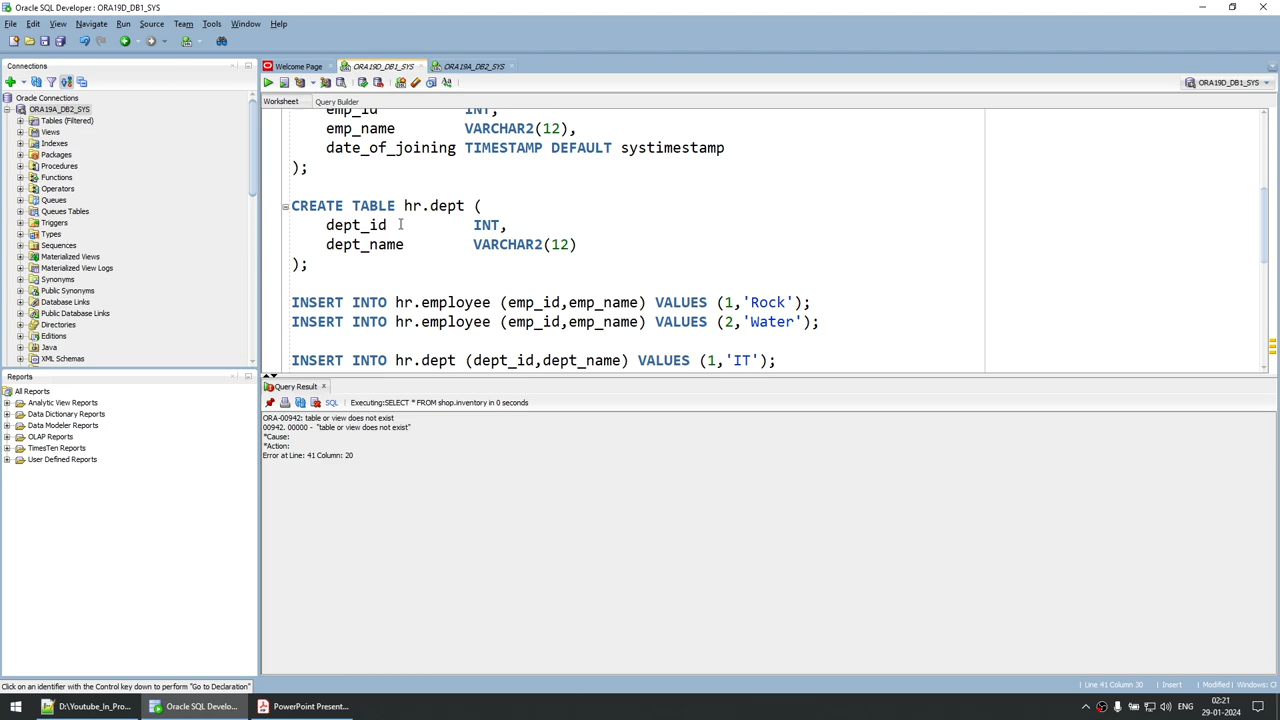 Oracle SQL Developer: ORA19D_DB1_SYS
File Edit View Navigate Run Source Team Tools Window Help
Connections
Oracle Connections
ORA19A_DB2_SYS
Tables (Filtered)
Views
Indexes
Packages
Procedures
Functions
Operators
Queues
Queues Tables
Triggers
Types
Sequences
Materialized Views
Materialized View Logs
Synonyms
Public Synonyms
Database Links
Public Database Links
Directories
Editions
Java
XML Schemas
Reports
All Reports
Analytic View Reports
Data Dictionary Reports
Data Modeler Reports
OLAP Reports
TimesTen Reports
User Defined Reports
Welcome Page ORA19D_DB1_SYS ORA19A_DB2_SYS
ORA19D_DB1_SYS
Worksheet Query Builder
emp_id INT,
emp_name VARCHAR2(12),
date_of_joining TIMESTAMP DEFAULT systimestamp
);
CREATE TABLE hr.dept (
dept_id INT,
dept_name VARCHAR2(12)
);
INSERT INTO hr.employee (emp_id,emp_name) VALUES (1,'Rock');
INSERT INTO hr.employee (emp_id,emp_name) VALUES (2,'Water');
INSERT INTO hr.dept (dept_id,dept_name) VALUES (1,'IT');
Query Result
SQL Executing:SELECT * FROM shop.inventory in 0 seconds
ORA-00942: table or view does not exist
00942. 00000 - "table or view does not exist"
*Cause:
*Action:
Error at Line: 41 Column: 20
Click on an identifier with the Control key down to perform "Go to Declaration"
Line 41 Column 30 Insert Modified Windows: CF
D:\Youtube_In_Pro... Oracle SQL Develo... PowerPoint Present...
ENG 02:21
29-01-2024